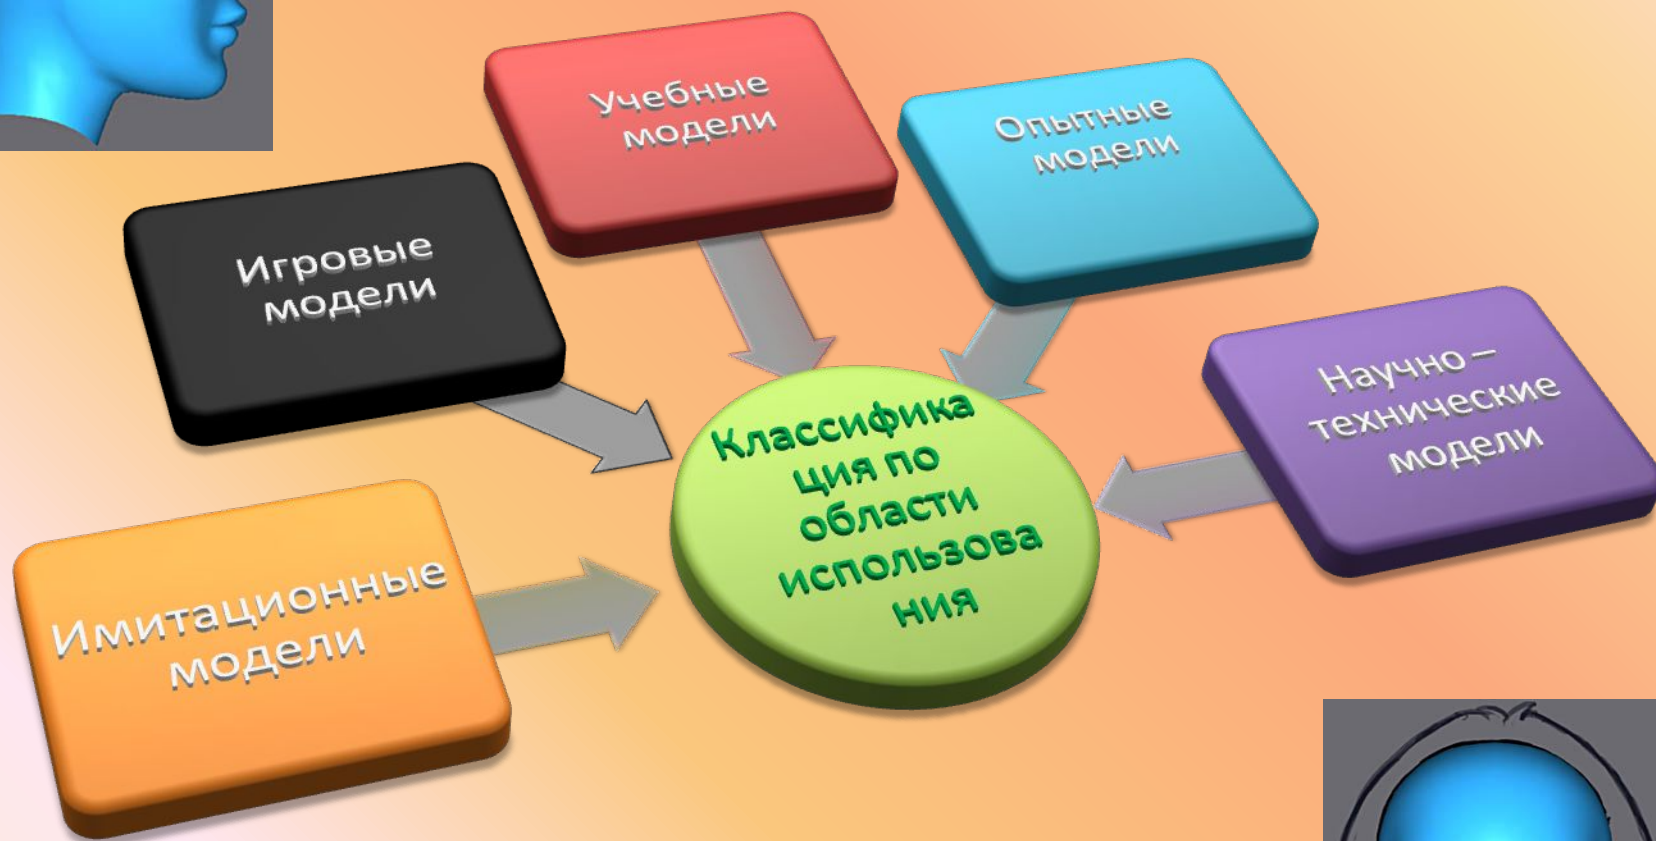 Учебные
модели
Опытные
модели
Игровые
модели
Научно –
технические
модели
Классифика
ция по
области
использова
ния
Имитационные
модели